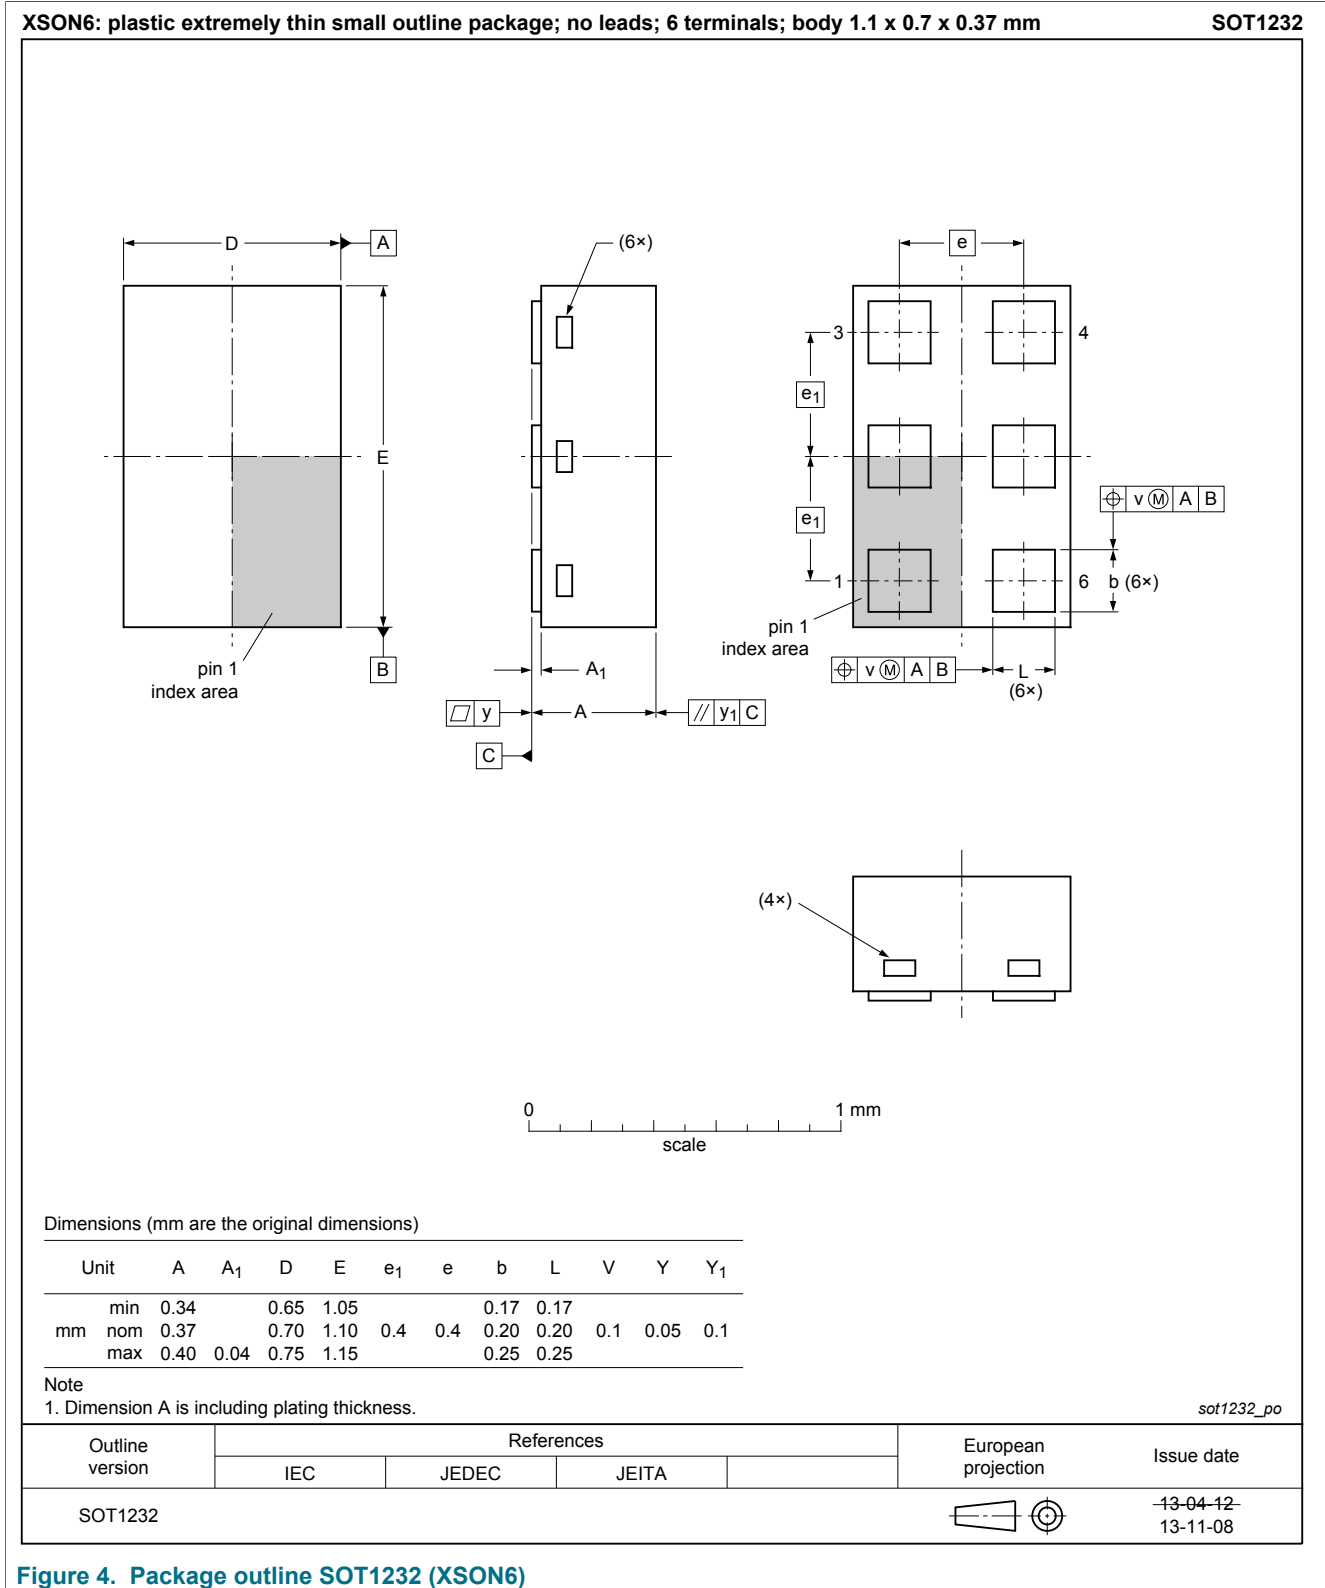 XSON6: plastic extremely thin small outline package; no leads; 6 terminals; body 1.1 x 0.7 x 0.37 mm SOT1232
D A (6×) e
3 4
e1
E
v M A B
e1
1 6 b (6×)
pin 1
index area
B A1 v M A B L
(6×)
pin 1
index area
y A // y1 C
C
(4×)
0 1 mm
scale
Dimensions (mm are the original dimensions)
Unit A A1 D E e1 e b L V Y Y1
min 0.34 0.65 1.05 0.17 0.17
mm nom 0.37 0.70 1.10 0.4 0.4 0.20 0.20 0.1 0.05 0.1
max 0.40 0.04 0.75 1.15 0.25 0.25
Note
1. Dimension A is including plating thickness. sot1232_po
Outline
version
References
IEC JEDEC JEITA
European
projection
Issue date
SOT1232
13-04-12
13-11-08
Figure 4. Package outline SOT1232 (XSON6)